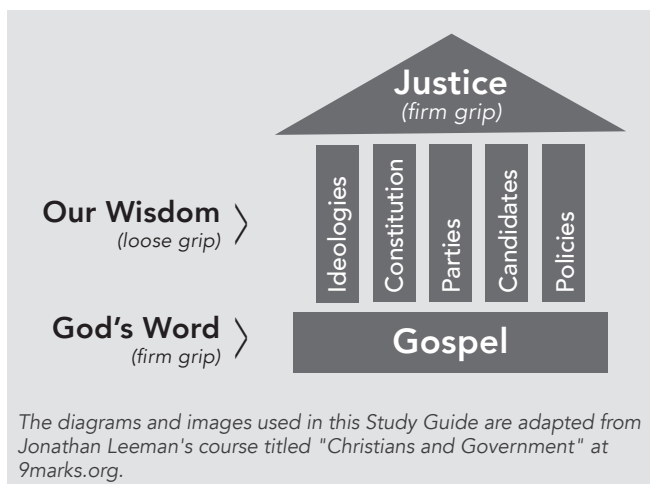 Justice
(firm grip)
Our Wisdom
(loose grip)
Ideologies
Constitution
Parties
Candidates
Policies
God's Word
(firm grip)
Gospel
The diagrams and images used in this Study Guide are adapted from
Jonathan Leeman's course titled "Christians and Government" at
9marks.org.